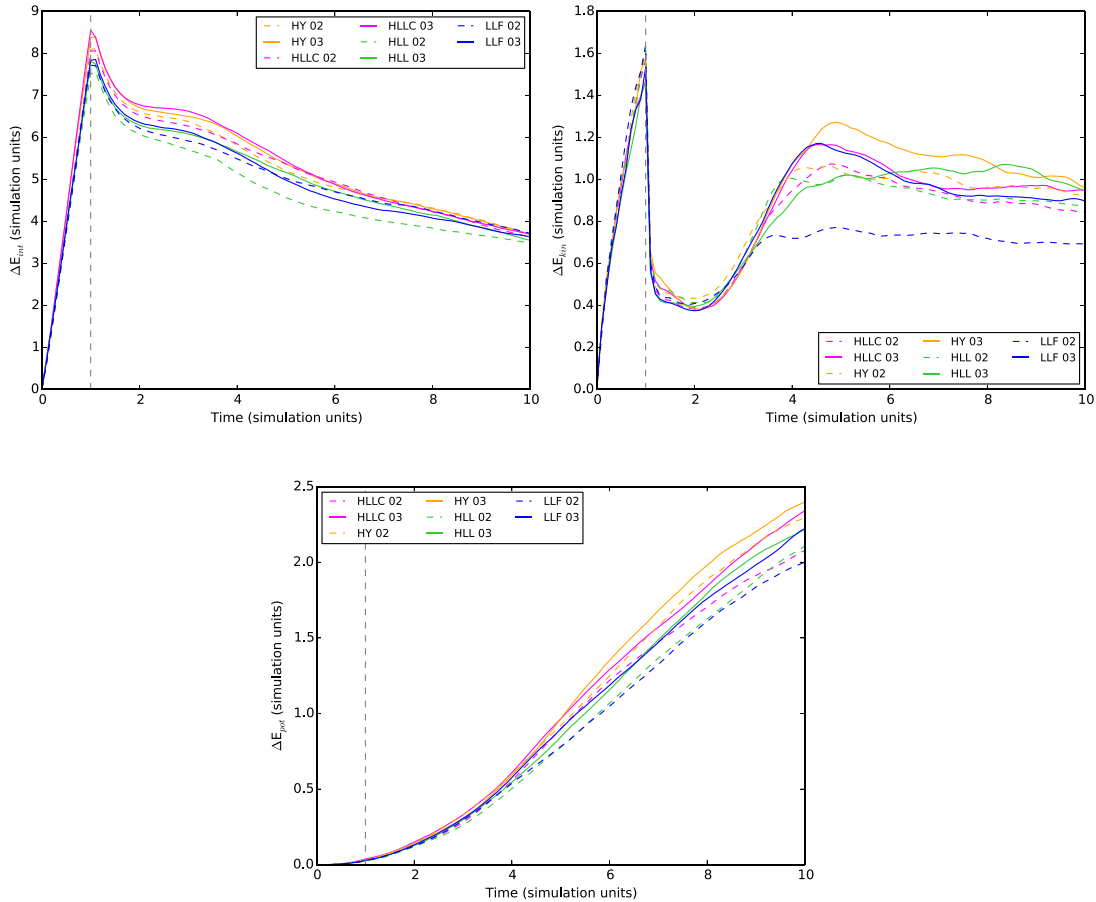 9
8
7
6
5
4
3
2
1
0
ΔE_int (simulation units)
HY 02 HLLC 03 LLF 02
HY 03 HLL 02 LLF 03
HLLC 02 HLL 03
0 2 4 6 8 10
Time (simulation units)
1.8
1.6
1.4
1.2
1.0
0.8
0.6
0.4
0.2
0.0
ΔE_kin (simulation units)
HLLC 02 HY 03 LLF 02
HLLC 03 HLL 02 LLF 03
HY 02 HLL 03
0 2 4 6 8 10
Time (simulation units)
2.5
2.0
1.5
1.0
0.5
0.0
ΔE_pot (simulation units)
HLLC 02 HY 03 LLF 02
HLLC 03 HLL 02 LLF 03
HY 02 HLL 03
0 2 4 6 8 10
Time (simulation units)